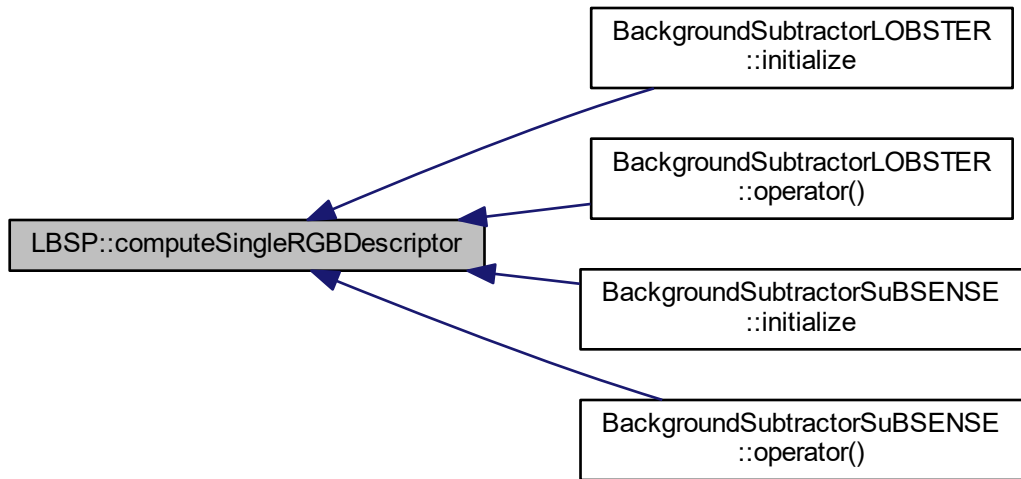 BackgroundSubtractorLOBSTER
::initialize
BackgroundSubtractorLOBSTER
::operator()
LBSP::computeSingleRGBDescriptor
BackgroundSubtractorSuBSENSE
::initialize
BackgroundSubtractorSuBSENSE
::operator()